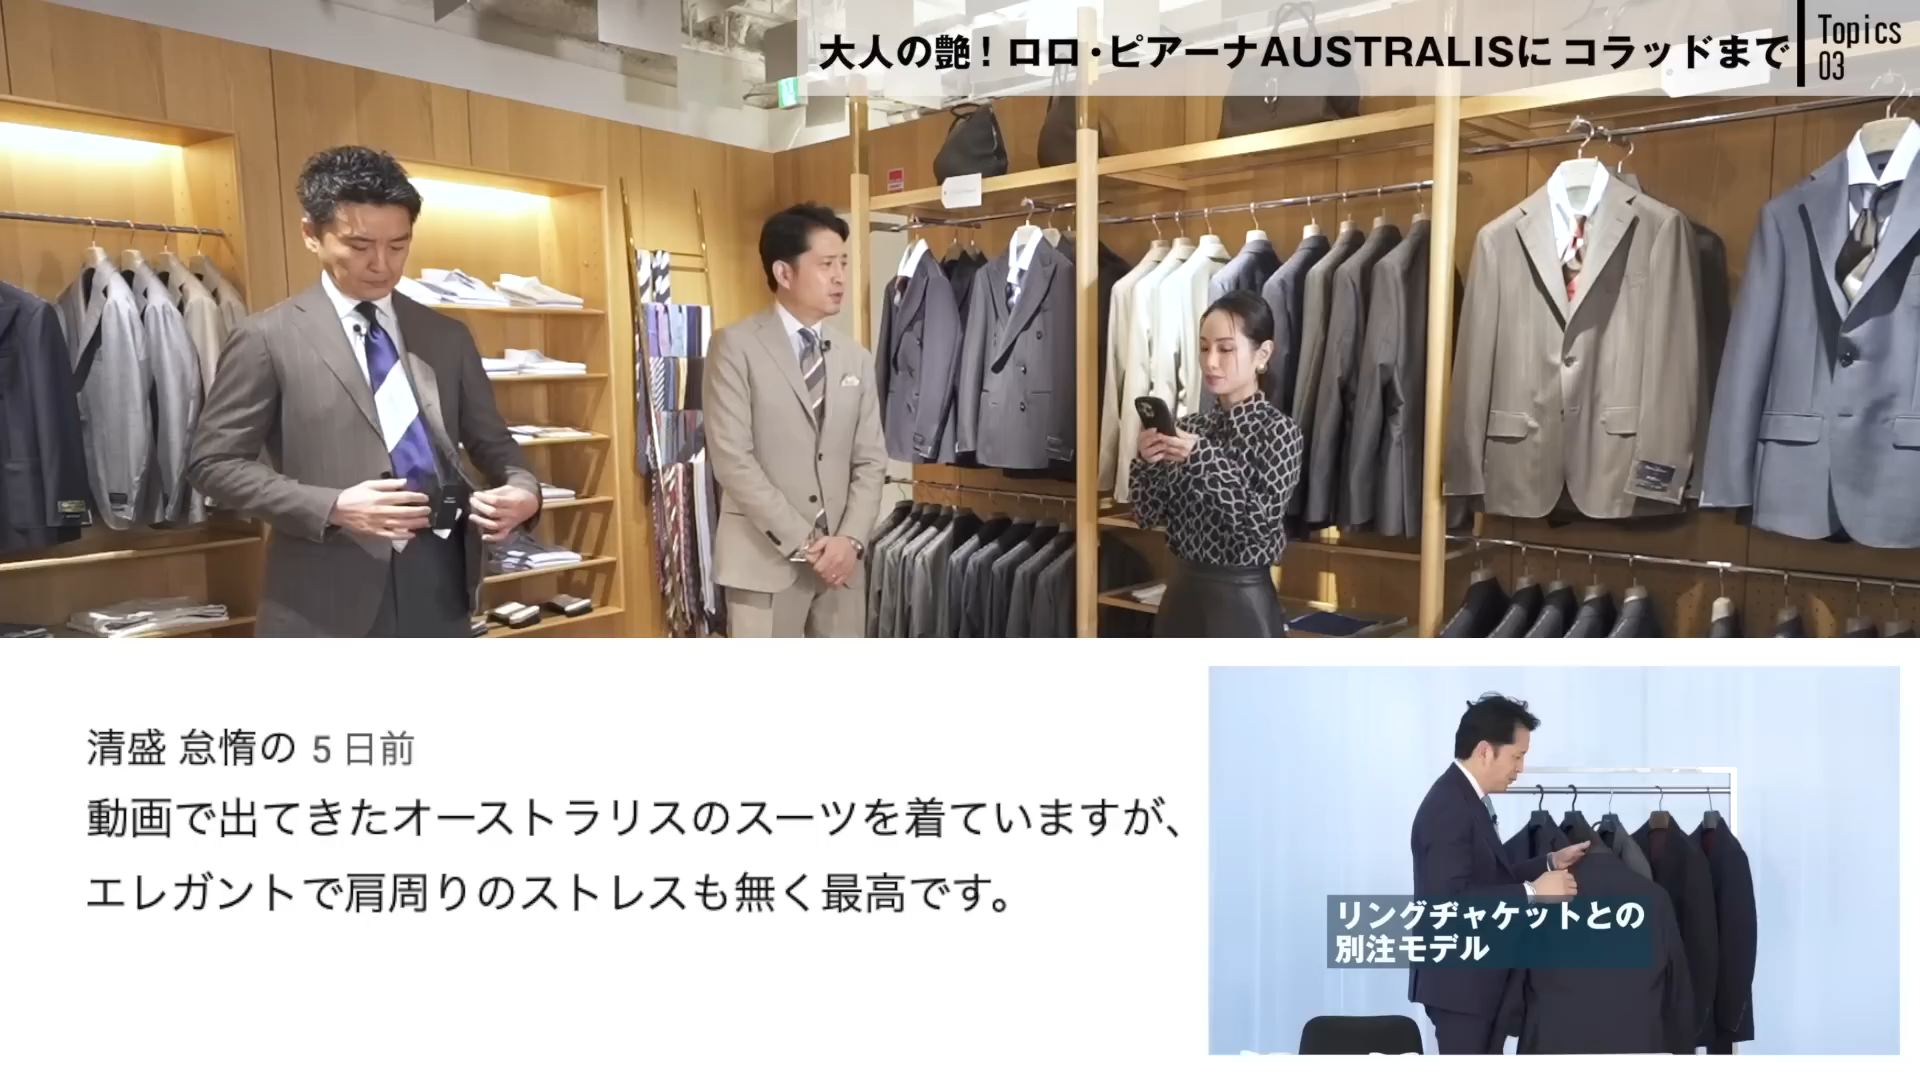 大人の艶！ロロ・ピアーナAUSTRALISに コラッドまで
Topics
03
清盛 怠惰の 5 日前
動画で出てきたオーストラリスのスーツを着ていますが、
エレガントで肩周りのストレスも無く最高です。
リングヂャケットとの
別注モデル